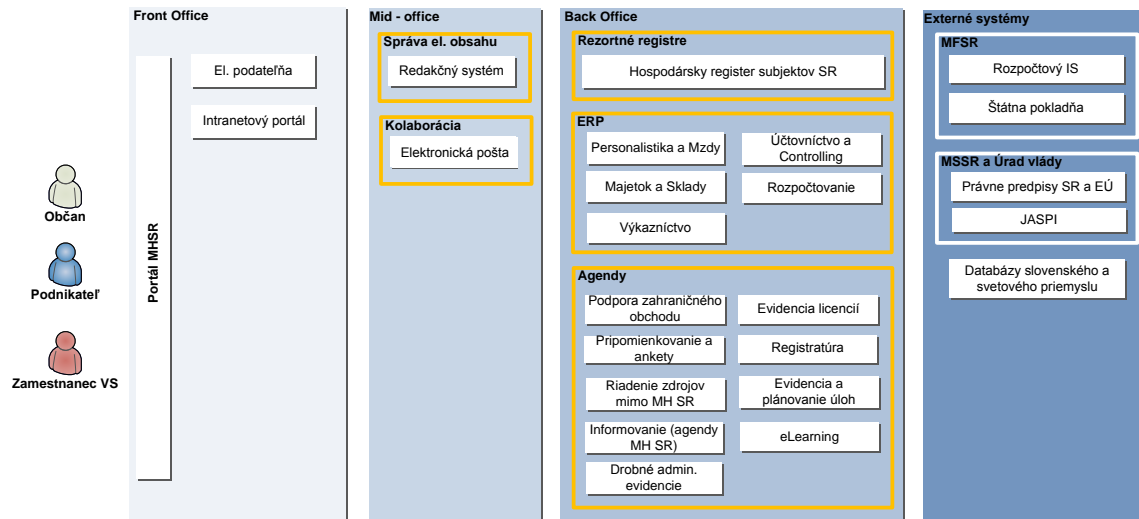 Front Office
Portál MHSR
El. podateľňa
Intranetový portál
Občan
Podnikateľ
Zamestnanec VS
Mid - office
Správa el. obsahu
Redakčný systém
Kolaborácia
Elektronická pošta
Back Office
Rezortné registre
Hospodársky register subjektov SR
ERP
Personalistika a Mzdy
Účtovníctvo a
Controlling
Majetok a Sklady
Rozpočtovanie
Výkazníctvo
Agendy
Podpora zahraničného
obchodu
Evidencia licencií
Pripomienkovanie a
ankety
Registratúra
Riadenie zdrojov
mimo MH SR
Evidencia a
plánovanie úloh
Informovanie (agendy
MH SR)
eLearning
Drobné admin.
evidencie
Externé systémy
MFSR
Rozpočtový IS
Štátna pokladňa
MSSR a Úrad vlády
Právne predpisy SR a EÚ
JASPI
Databázy slovenského a
svetového priemyslu